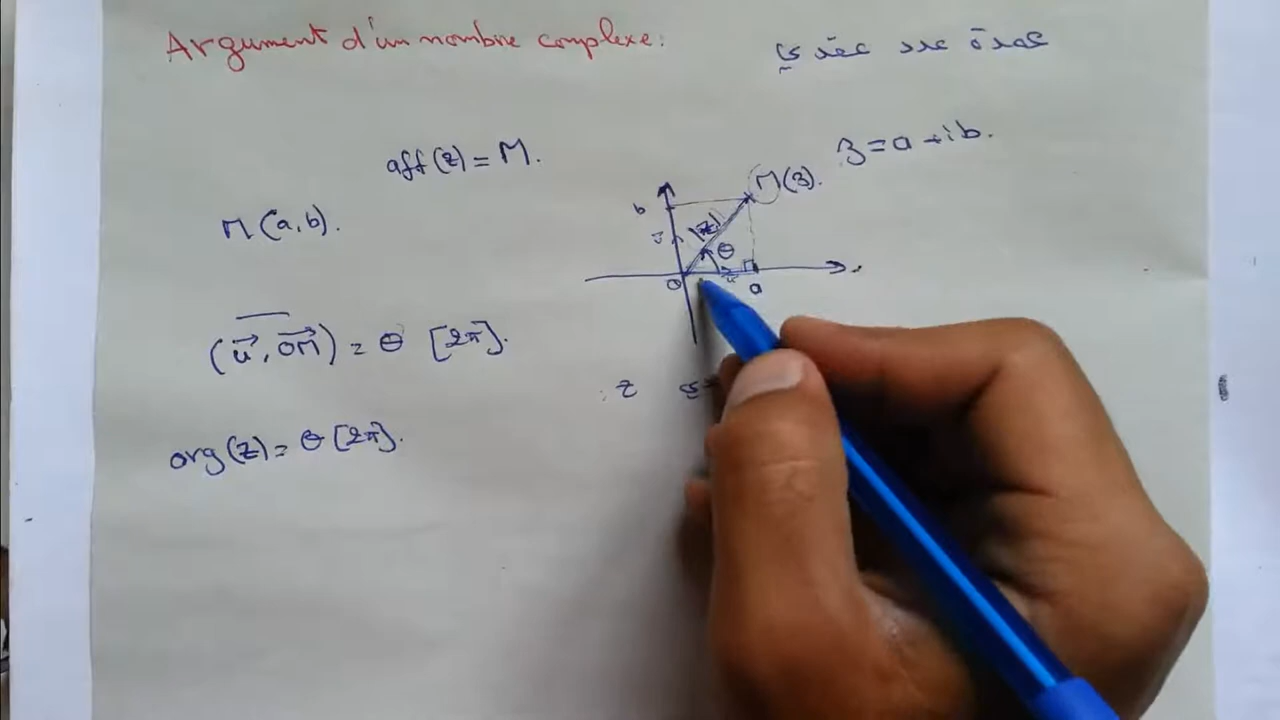 Argument d'un nombre complexe:
عمدة عدد عقدي
aff(z) = M.
z = a + ib.
M(z).
M(a,b).
b
v
|z|
θ
O
u
a
(u⃗, OM⃗) = θ [2π].
z
arg(z) = θ [2π].